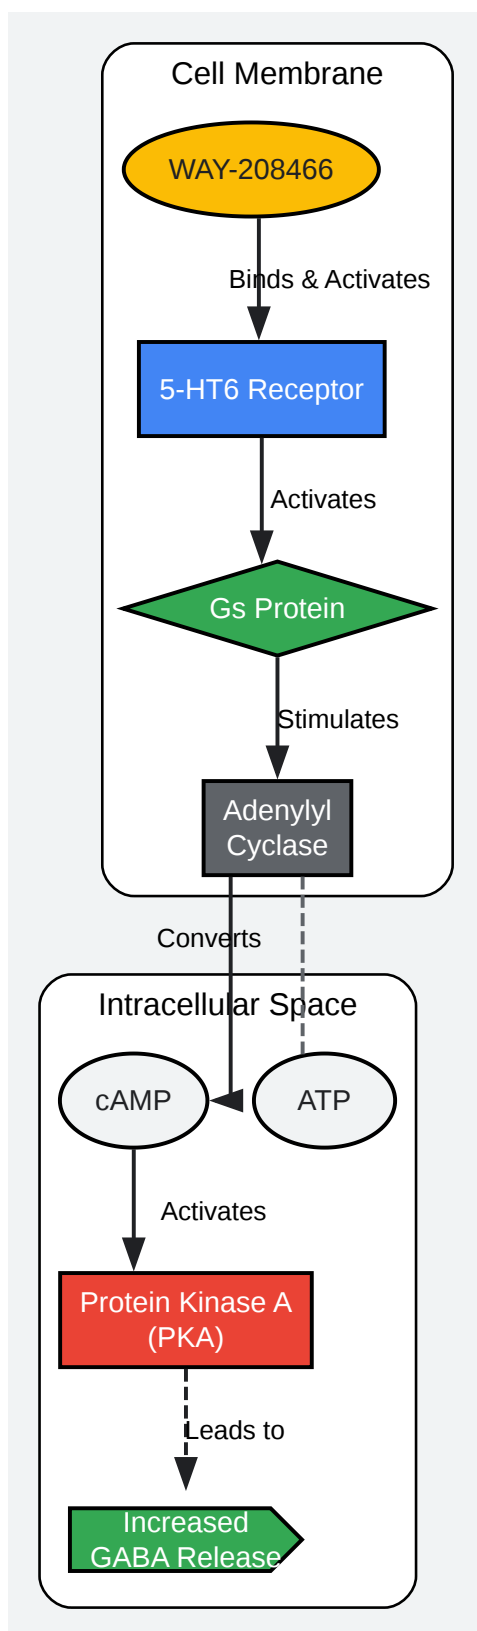 Cell Membrane
WAY-208466
Binds & Activates
5-HT6 Receptor
Activates
Gs Protein
Stimulates
Adenylyl
Cyclase
Converts
Intracellular Space
cAMP
ATP
Activates
Protein Kinase A
(PKA)
Leads to
Increased
GABA Release